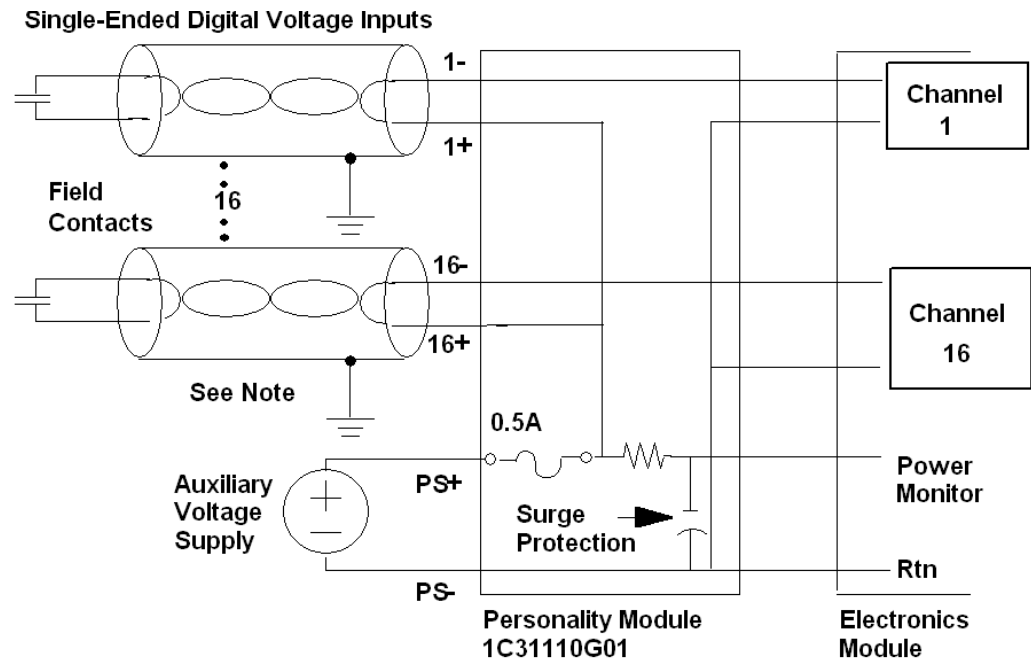 Single-Ended Digital Voltage Inputs
1-
1+
Channel
1
Field
Contacts
16
16-
16+
Channel
16
See Note
0.5A
Auxiliary
Voltage
Supply
PS+
PS-
Surge
Protection
Power
Monitor
Rtn
Personality Module
1C31110G01
Electronics
Module